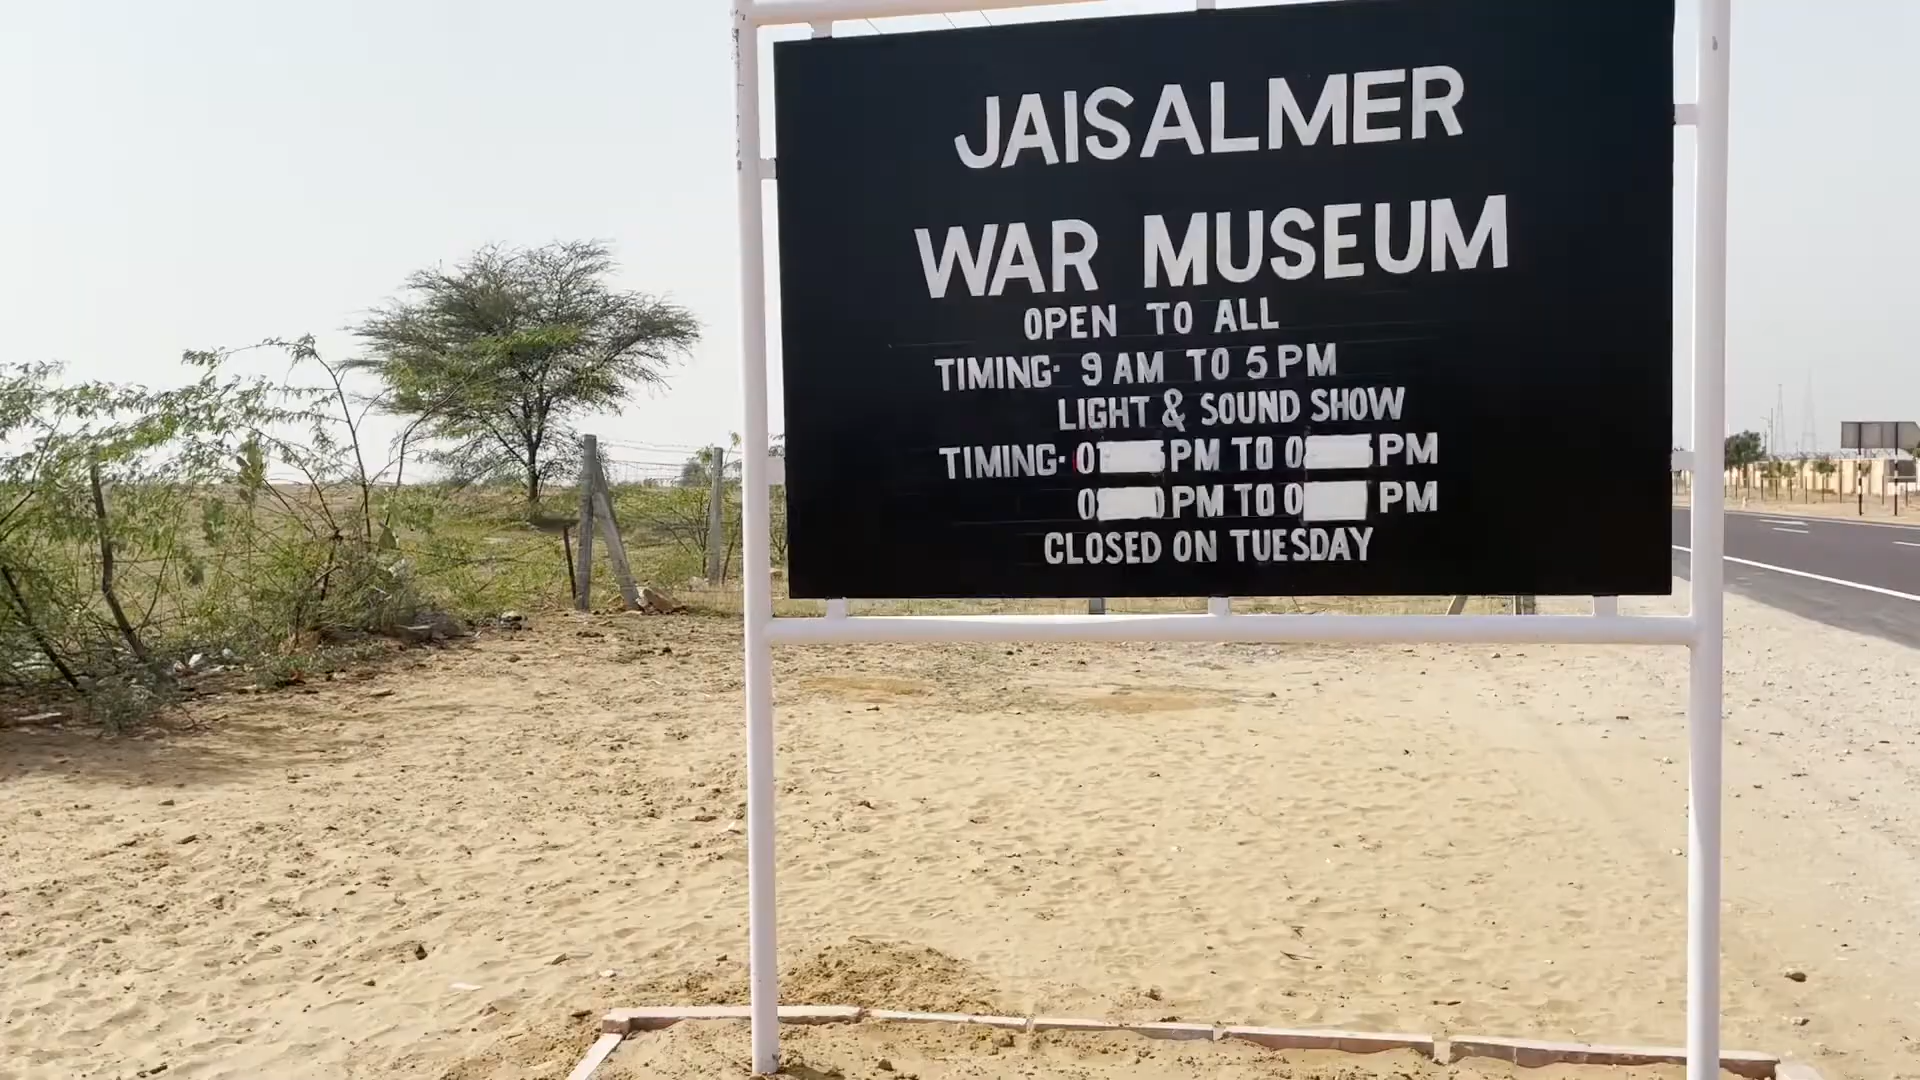 JAISALMER
WAR MUSEUM
OPEN TO ALL
TIMING· 9 AM TO 5 PM
LIGHT & SOUND SHOW
TIMING· PM TO PM
PM TO PM
CLOSED ON TUESDAY